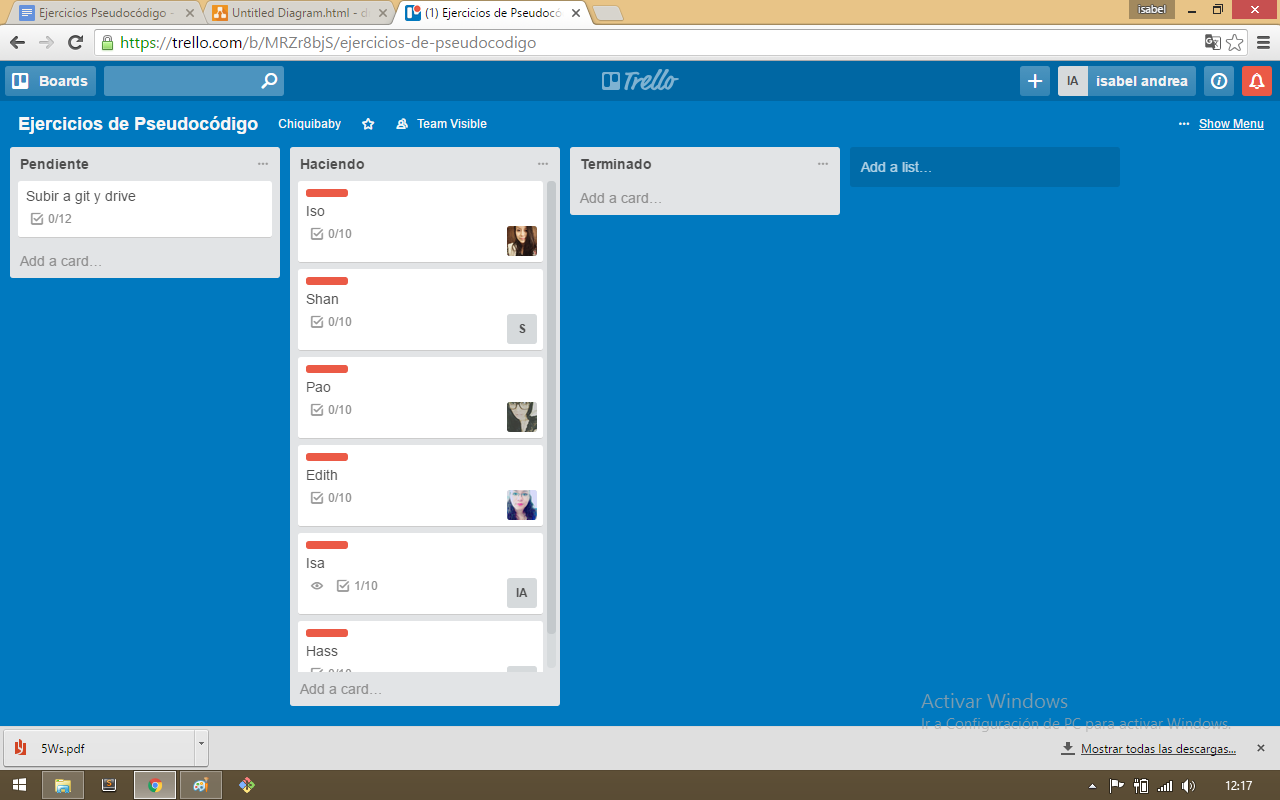 Ejercicios Pseudocódigo -
Untitled Diagram.html - d
(1) Ejercicios de Pseudocó
isabel
https://trello.com/b/MRZr8bjS/ejercicios-de-pseudocodigo
Boards
Trello
IA
isabel andrea
Ejercicios de Pseudocódigo
Chiquibaby
Team Visible
Show Menu
Pendiente
Subir a git y drive
0/12
Add a card…
Haciendo
Iso
0/10
Shan
0/10
S
Pao
0/10
Edith
0/10
Isa
1/10
IA
Hass
0/10
Add a card…
Terminado
Add a card…
Add a list…
Activar Windows
Ir a Configuración de PC para activar Windows.
5Ws.pdf
Mostrar todas las descargas...
12:17